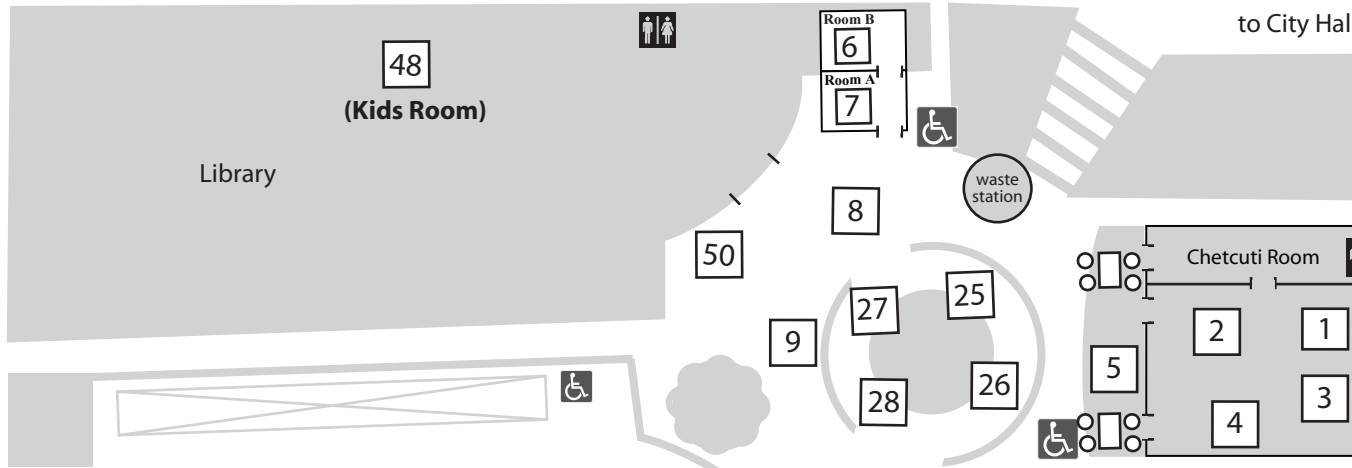 to City Hal
Room B
6
48
Room A
7
(Kids Room)
Library
waste
station
8
50
Chetcuti Room
25
27
2
1
9
5
26
3
28
4